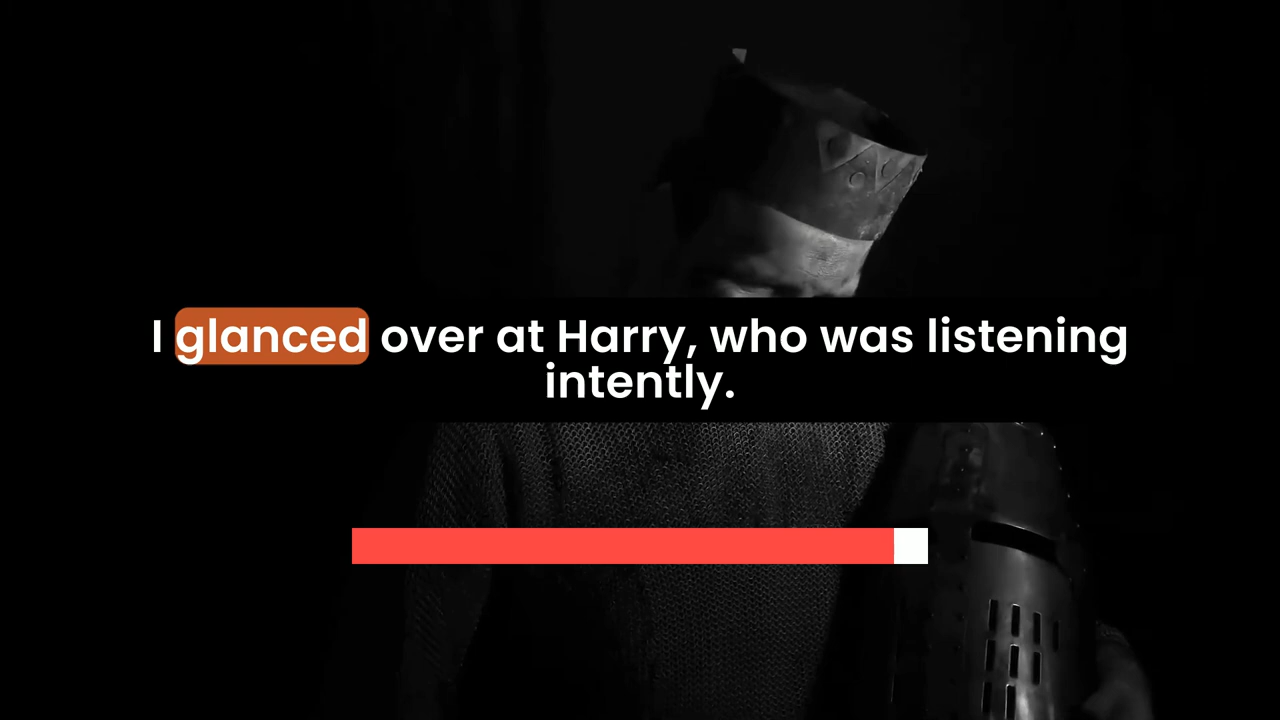 I glanced over at Harry, who was listening
intently.